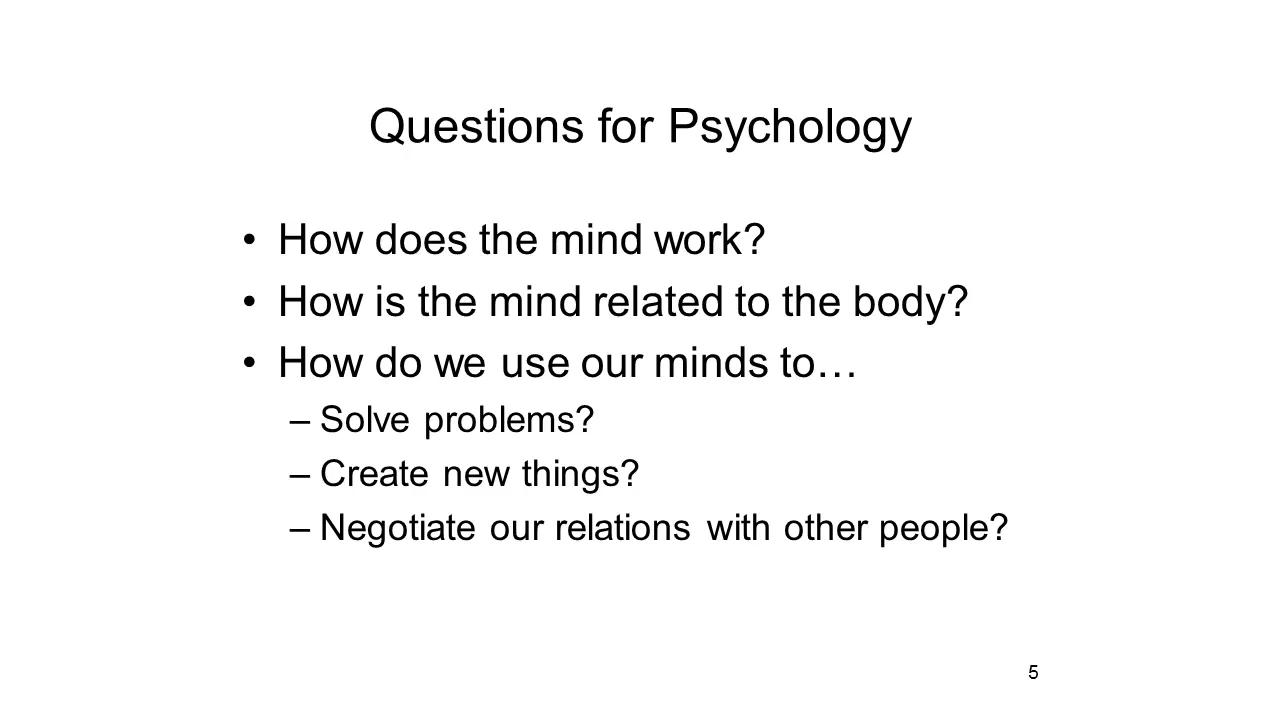 Questions for Psychology
• How does the mind work?
• How is the mind related to the body?
• How do we use our minds to…
– Solve problems?
– Create new things?
– Negotiate our relations with other people?
5